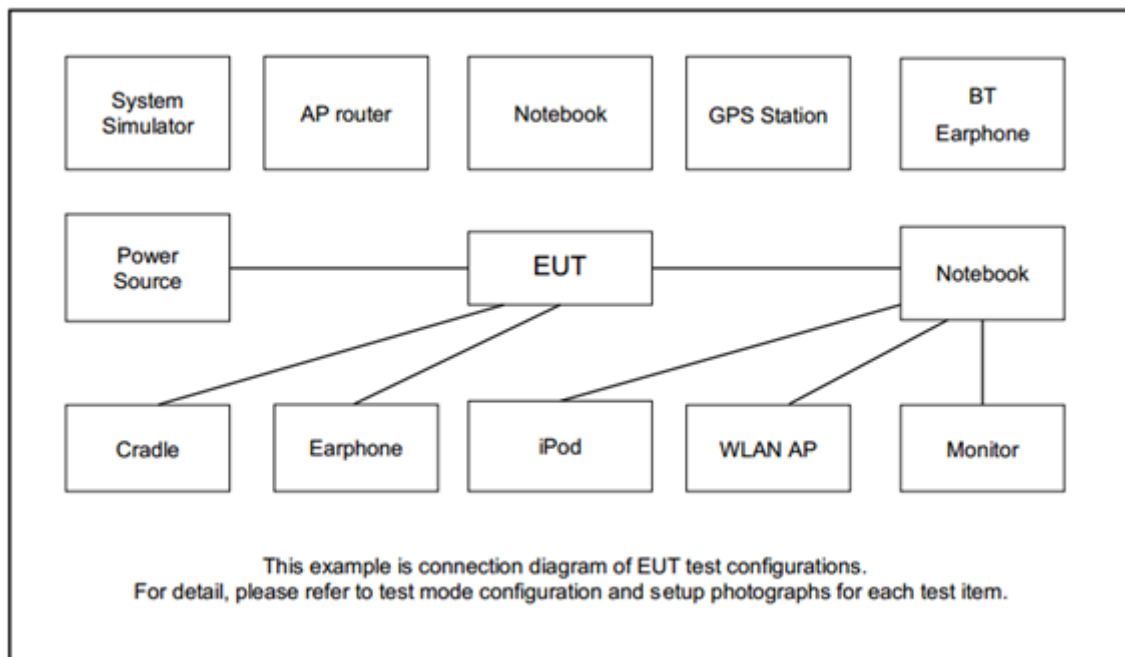 System
Simulator
AP router
Notebook
GPS Station
BT
Earphone
Power
Source
EUT
Notebook
Cradle
Earphone
iPod
WLAN AP
Monitor
This example is connection diagram of EUT test configurations.
For detail, please refer to test mode configuration and setup photographs for each test item.